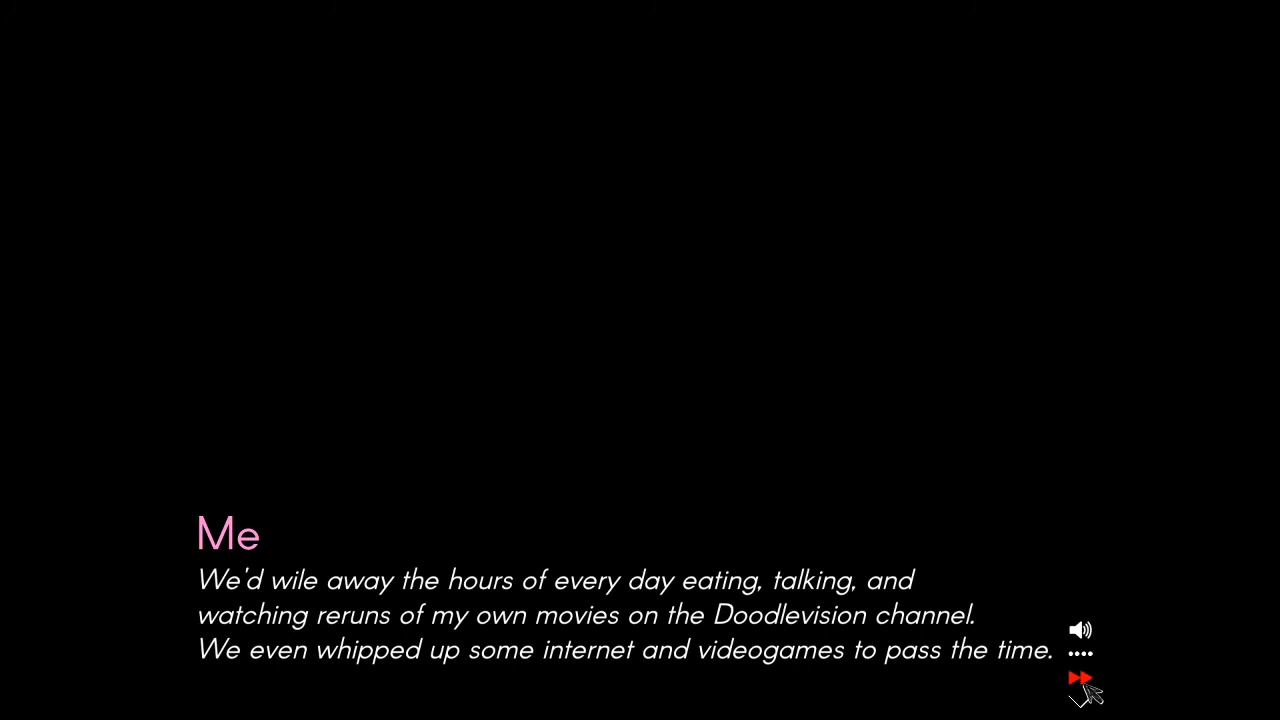 Me
We'd wile away the hours of every day eating, talking, and
watching reruns of my own movies on the Doodlevision channel.
We even whipped up some internet and videogames to pass the time.